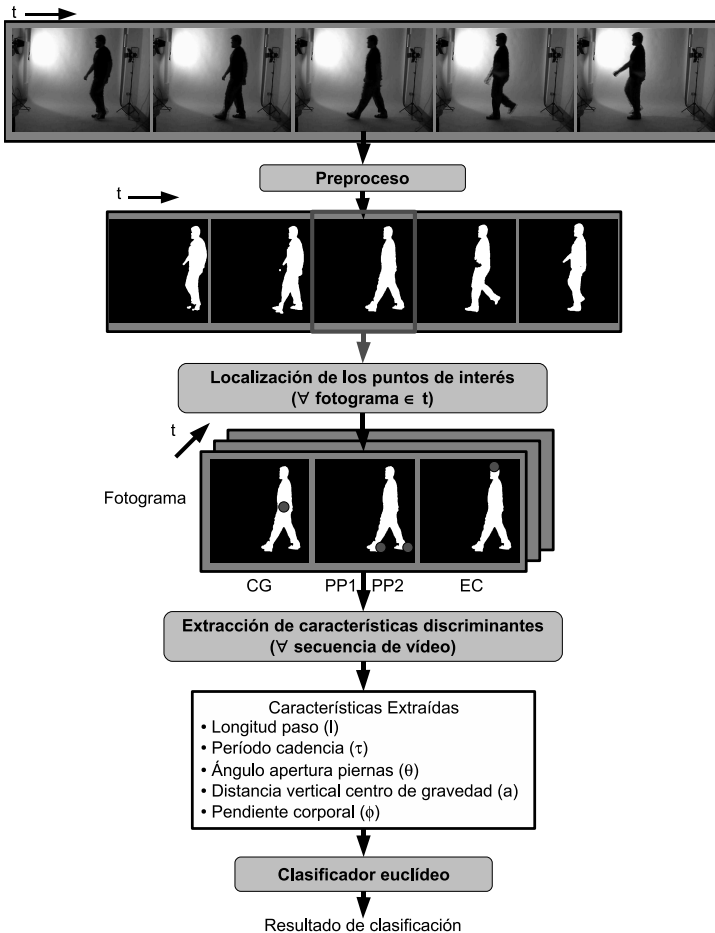 t
Preproceso
t
Localización de los puntos de interés
(∀ fotograma ∈ t)
t
Fotograma
CG PP1 PP2 EC
Extracción de características discriminantes
(∀ secuencia de vídeo)
Características Extraídas
• Longitud paso (l)
• Período cadencia (τ)
• Ángulo apertura piernas (θ)
• Distancia vertical centro de gravedad (a)
• Pendiente corporal (ϕ)
Clasificador euclídeo
Resultado de clasificación